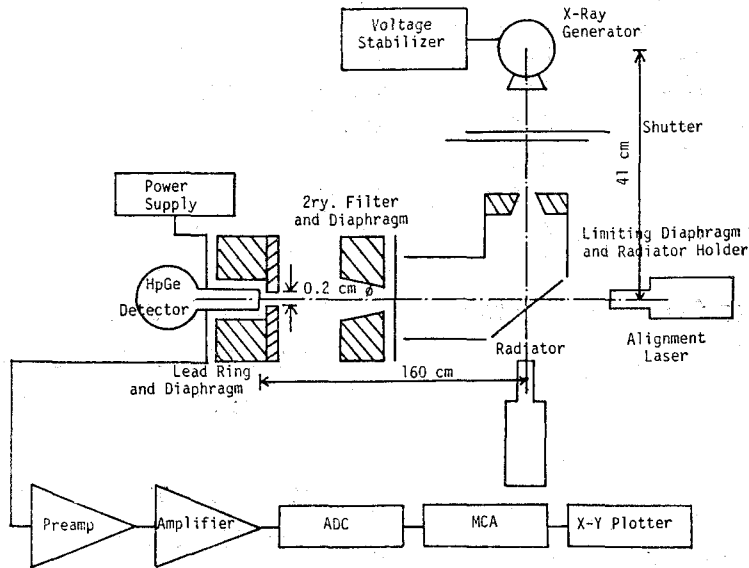 Voltage
Stabilizer
X-Ray
Generator
Shutter
41 cm
Power
Supply
2ry. Filter
and Diaphragm
Limiting Diaphragm
and Radiator Holder
HpGe
Detector
0.2 cm ø
Alignment
Laser
Radiator
Lead Ring
and Diaphragm
160 cm
Preamp
Amplifier
ADC
MCA
X-Y Plotter